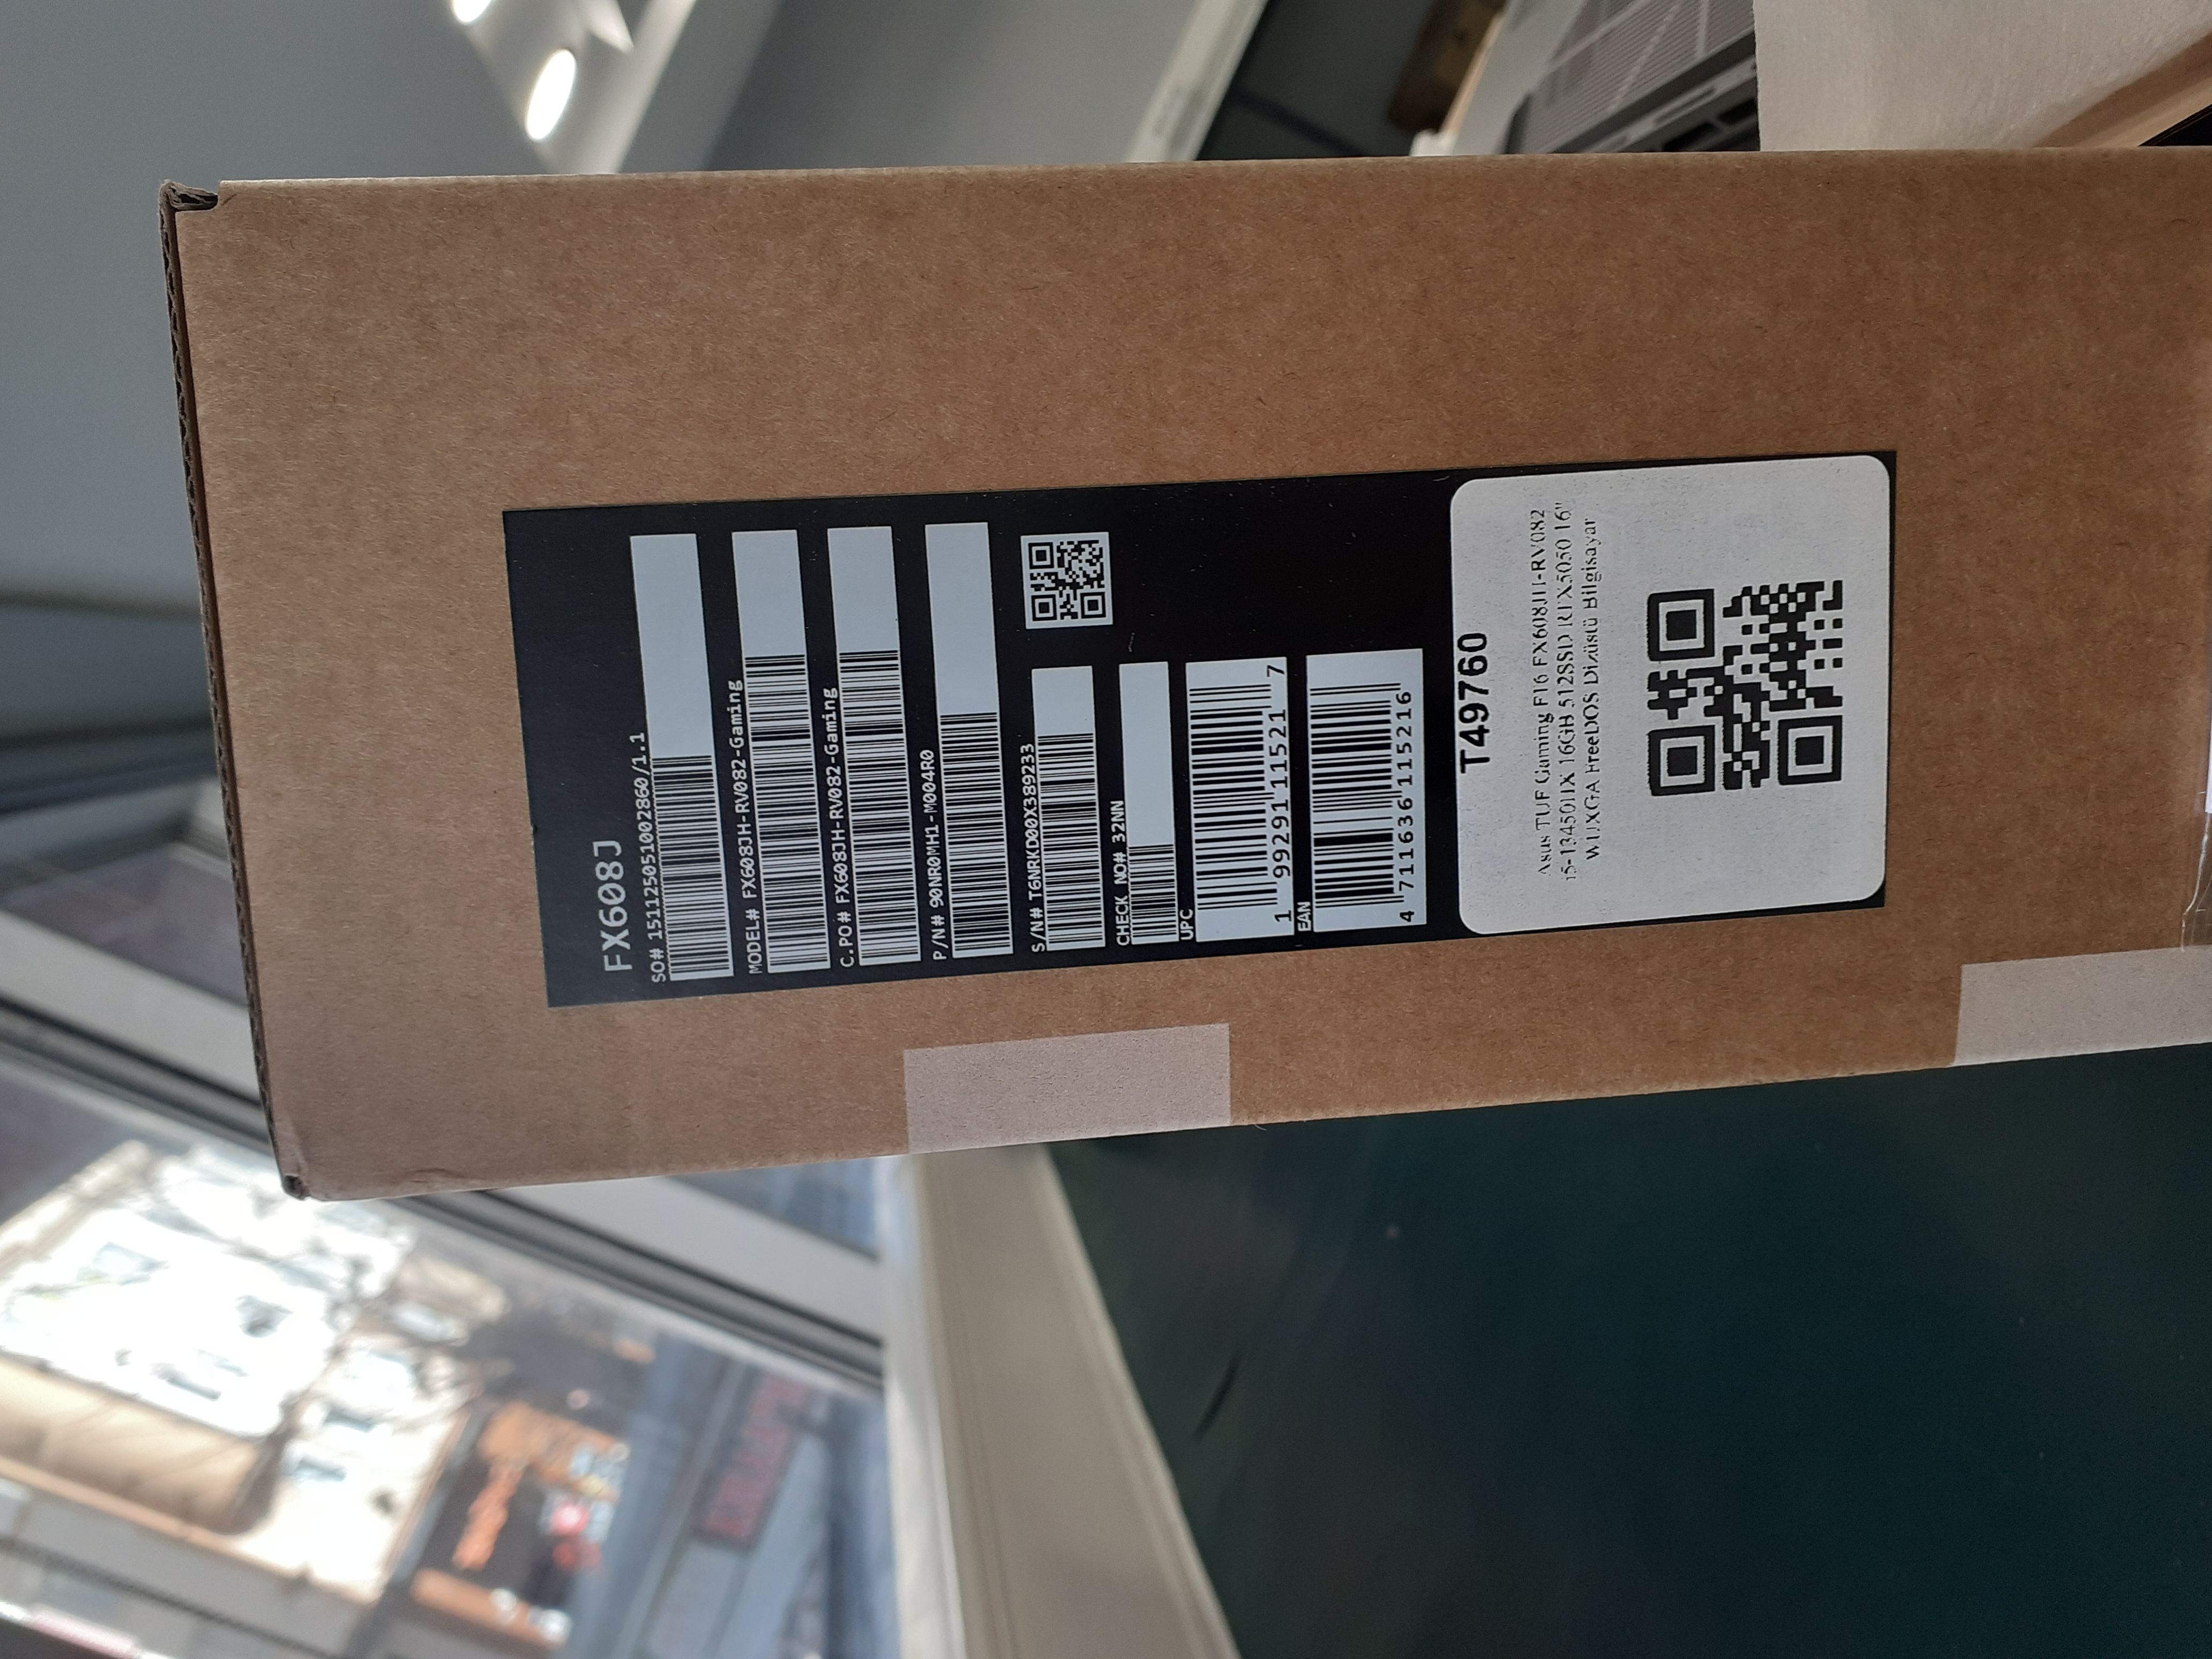 FX608J
SO# 1511250510028​60/1.1
MODEL# FX608JH-RV082-Gaming
C.PO# FX608JH-RV082-Gaming
P/N# 90NR0MH1-M004R0
S/N# T6NRKD00X389233
CHECK NO# 32NN
UPC
1 99291 11521 7
EAN
4 711636 115216
T49760
Asus TUF Gaming F16 FX608JH-RV082
i5-13450HX 16GB 512SSD RTX5050 16"
WUXGA FreeDOS Dizüstü Bilgisayar